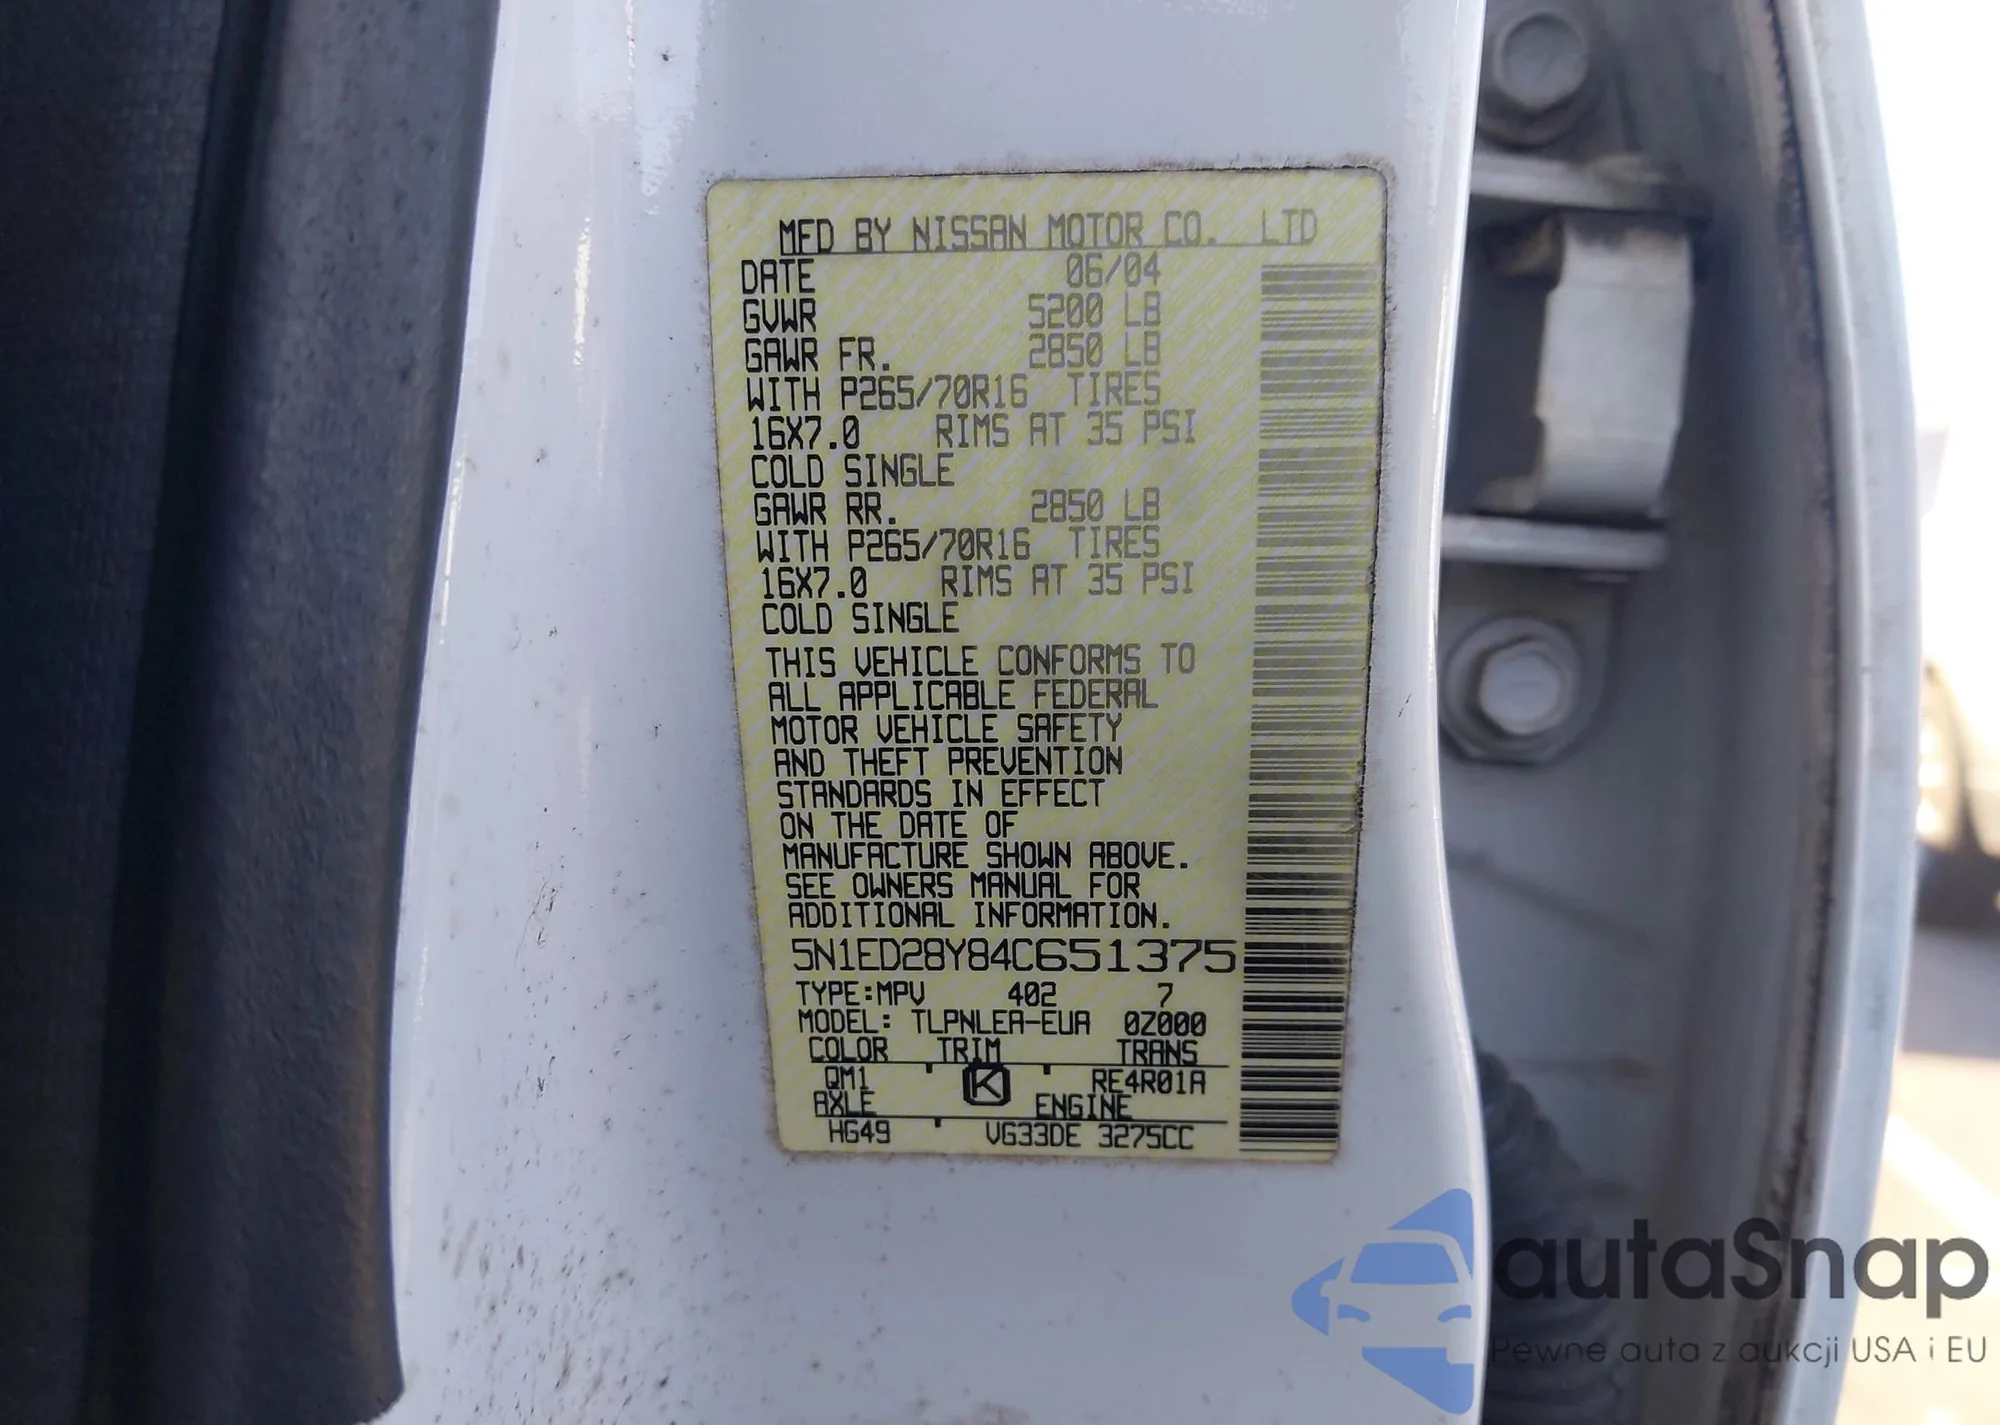 MFD BY NISSAN MOTOR CO. LTD
DATE 06/04
GVWR 5200 LB
GAWR FR. 2850 LB
WITH P265/70R16 TIRES
16X7.0 RIMS AT 35 PSI
COLD SINGLE
GAWR RR. 2850 LB
WITH P265/70R16 TIRES
16X7.0 RIMS AT 35 PSI
COLD SINGLE
THIS VEHICLE CONFORMS TO
ALL APPLICABLE FEDERAL
MOTOR VEHICLE SAFETY
AND THEFT PREVENTION
STANDARDS IN EFFECT
ON THE DATE OF
MANUFACTURE SHOWN ABOVE.
SEE OWNERS MANUAL FOR
ADDITIONAL INFORMATION.
5N1ED28Y84C651375
TYPE:MPV 402 7
MODEL: TLPNLEA-EUA 0Z000
COLOR TRIM TRANS
QM1 K RE4R01A
AXLE ENGINE
HG49 VG33DE 3275CC
autaSnap
Pewne auta z aukcji USA i EU